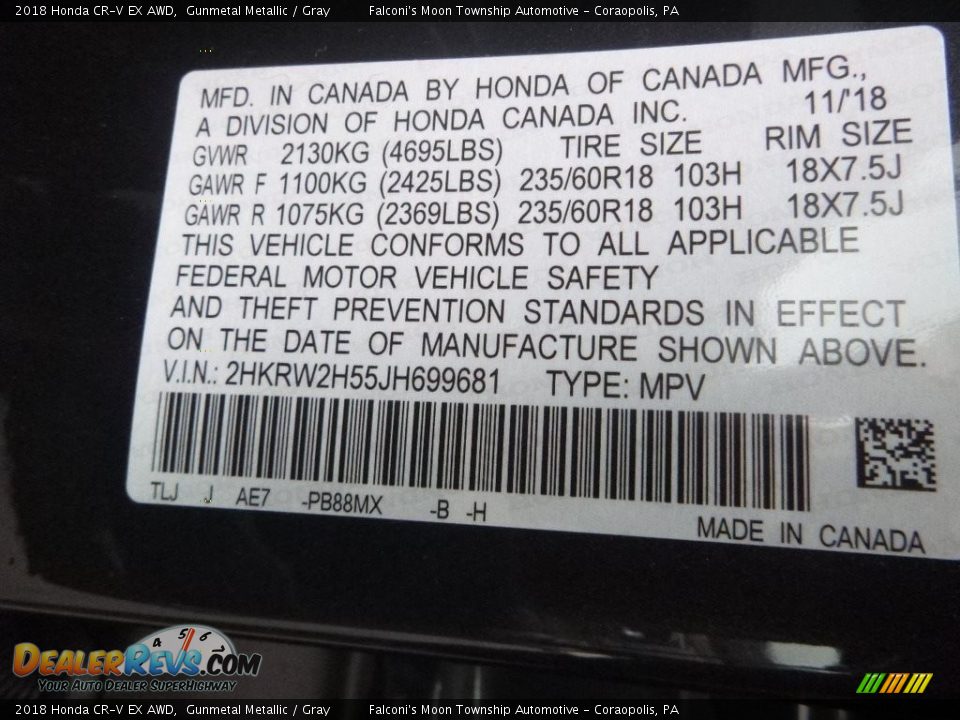 2018 Honda CR-V EX AWD, Gunmetal Metallic / Gray Falconi's Moon Township Automotive - Coraopolis, PA
MFD. IN CANADA BY HONDA OF CANADA MFG.,
A DIVISION OF HONDA CANADA INC. 11/'18
GVWR 2130KG (4695LBS) TIRE SIZE RIM SIZE
GAWR F 1100KG (2425LBS) 235/60R18 103H 18X7.5J
GAWR R 1075KG (2369LBS) 235/60R18 103H 18X7.5J
THIS VEHICLE CONFORMS TO ALL APPLICABLE
FEDERAL MOTOR VEHICLE SAFETY
AND THEFT PREVENTION STANDARDS IN EFFECT
ON THE DATE OF MANUFACTURE SHOWN ABOVE.
V.I.N.: 2HKRW2H55JH699681 TYPE: MPV
TLJ J AE7 -PB88MX -B -H
MADE IN CANADA
4 5 6
DEALERREVS.COM
YOUR AUTO DEALER SUPERHIGHWAY
2018 Honda CR-V EX AWD, Gunmetal Metallic / Gray Falconi's Moon Township Automotive - Coraopolis, PA